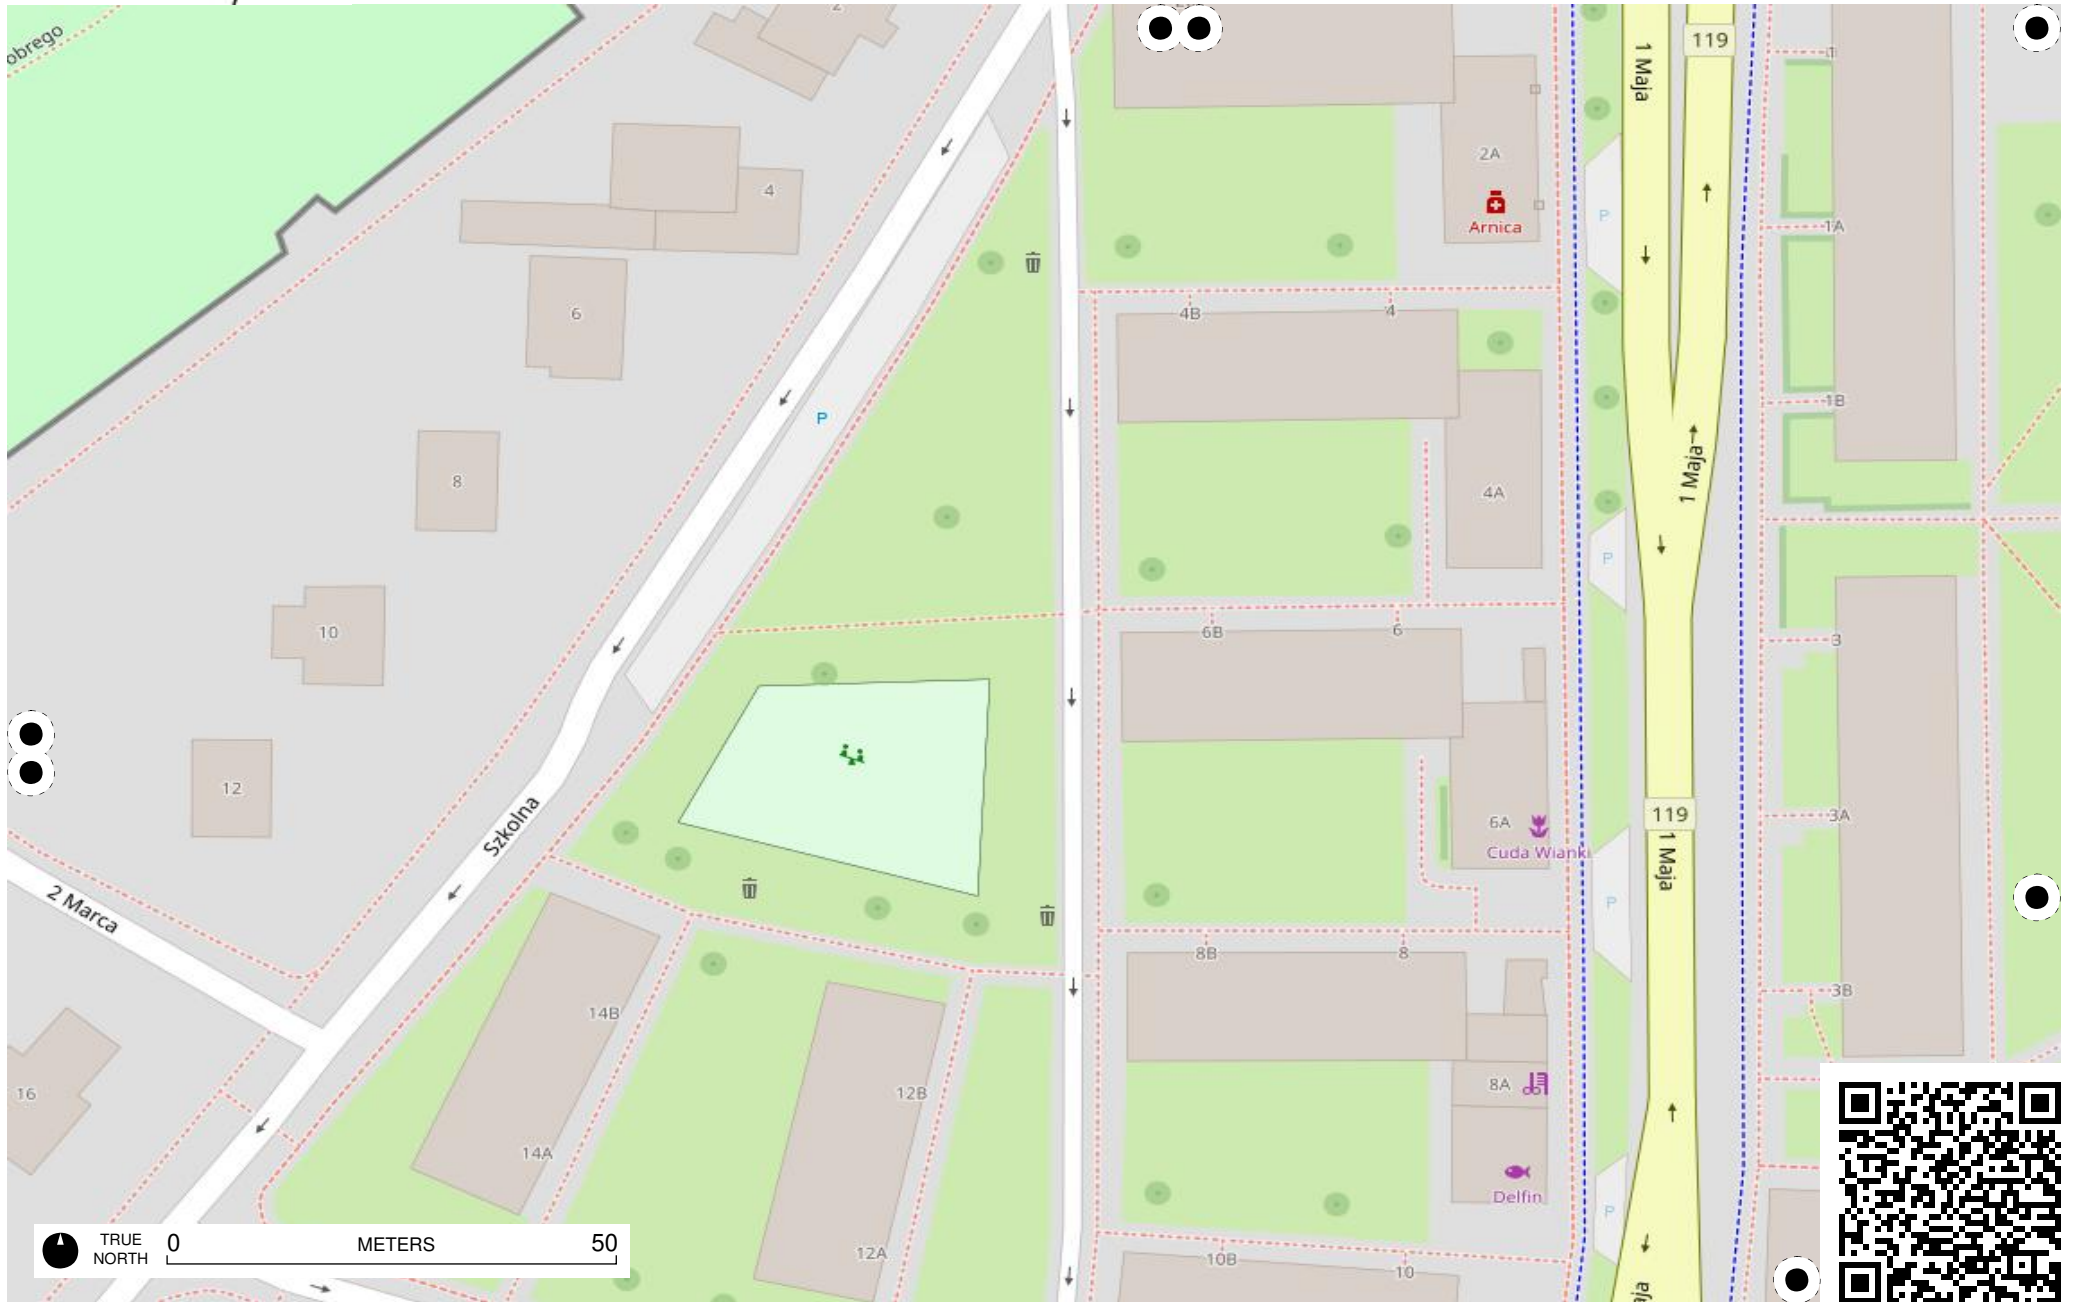 obrego
2
1 Maja
119
1
2A
Arnica
P
1A
4
6
4B
4
P
1B
8
4A
1 Maja
P
10
6B
6
3
12
Szkolna
6A
Cuda Wianki
119
1 Maja
3A
P
2 Marca
8B
8
3B
14B
16
8A
12B
14A
Delfin
P
12A
10B
10
TRUE
NORTH
0
METERS
50